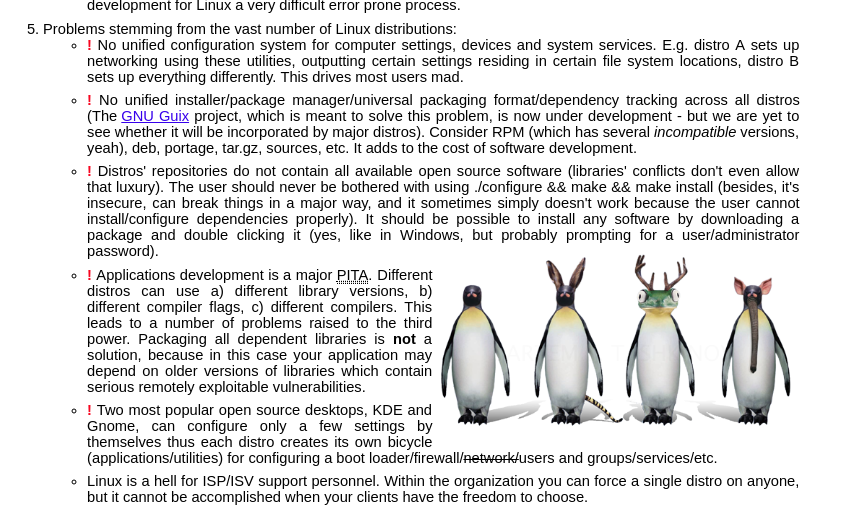 development for Linux a very difficult error prone process.
5. Problems stemming from the vast number of Linux distributions:
! No unified configuration system for computer settings, devices and system services. E.g. distro A sets up
networking using these utilities, outputting certain settings residing in certain file system locations, distro B
sets up everything differently. This drives most users mad.
! No unified installer/package manager/universal packaging format/dependency tracking across all distros
(The GNU Guix project, which is meant to solve this problem, is now under development - but we are yet to
see whether it will be incorporated by major distros). Consider RPM (which has several incompatible versions,
yeah), deb, portage, tar.gz, sources, etc. It adds to the cost of software development.
! Distros' repositories do not contain all available open source software (libraries' conflicts don't even allow
that luxury). The user should never be bothered with using ./configure && make && make install (besides, it's
insecure, can break things in a major way, and it sometimes simply doesn't work because the user cannot
install/configure dependencies properly). It should be possible to install any software by downloading a
package and double clicking it (yes, like in Windows, but probably prompting for a user/administrator
password).
! Applications development is a major PITA. Different
distros can use a) different library versions, b)
different compiler flags, c) different compilers. This
leads to a number of problems raised to the third
power. Packaging all dependent libraries is not a
solution, because in this case your application may
depend on older versions of libraries which contain
serious remotely exploitable vulnerabilities.
! Two most popular open source desktops, KDE and
Gnome, can configure only a few settings by
themselves thus each distro creates its own bicycle
(applications/utilities) for configuring a boot loader/firewall/network/users and groups/services/etc.
Linux is a hell for ISP/ISV support personnel. Within the organization you can force a single distro on anyone,
but it cannot be accomplished when your clients have the freedom to choose.